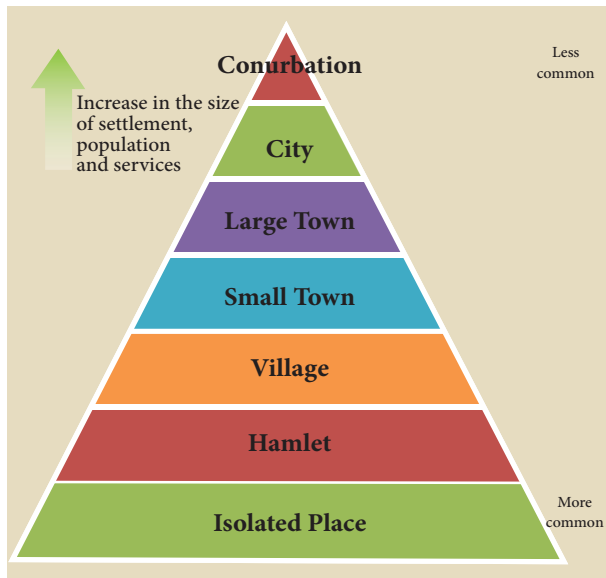 Less
common
Conurbation
Increase in the size
of settlement,
population
and services
City
Large Town
Small Town
Village
Hamlet
More
common
Isolated Place